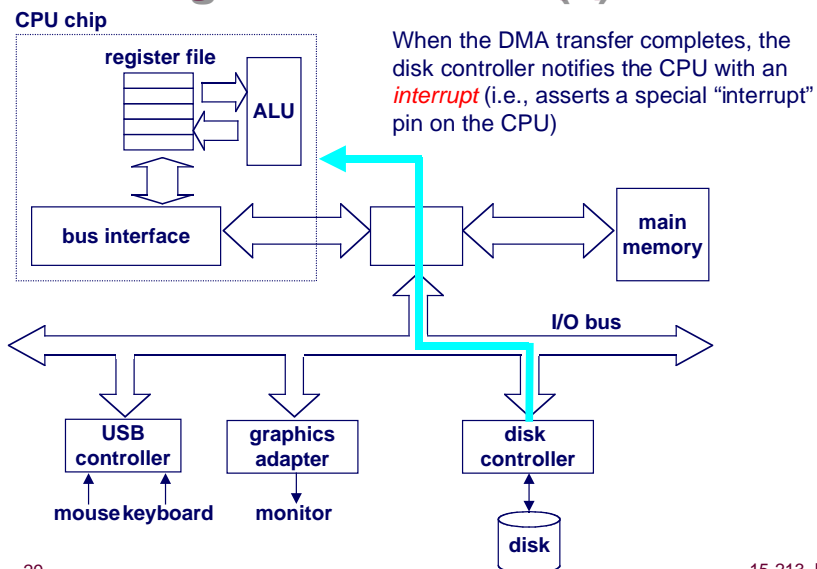 CPU chip
register file
ALU
When the DMA transfer completes, the
disk controller notifies the CPU with an
interrupt (i.e., asserts a special “interrupt”
pin on the CPU)
bus interface
main
memory
I/O bus
USB
controller
graphics
adapter
disk
controller
mouse keyboard
monitor
disk
15-213,